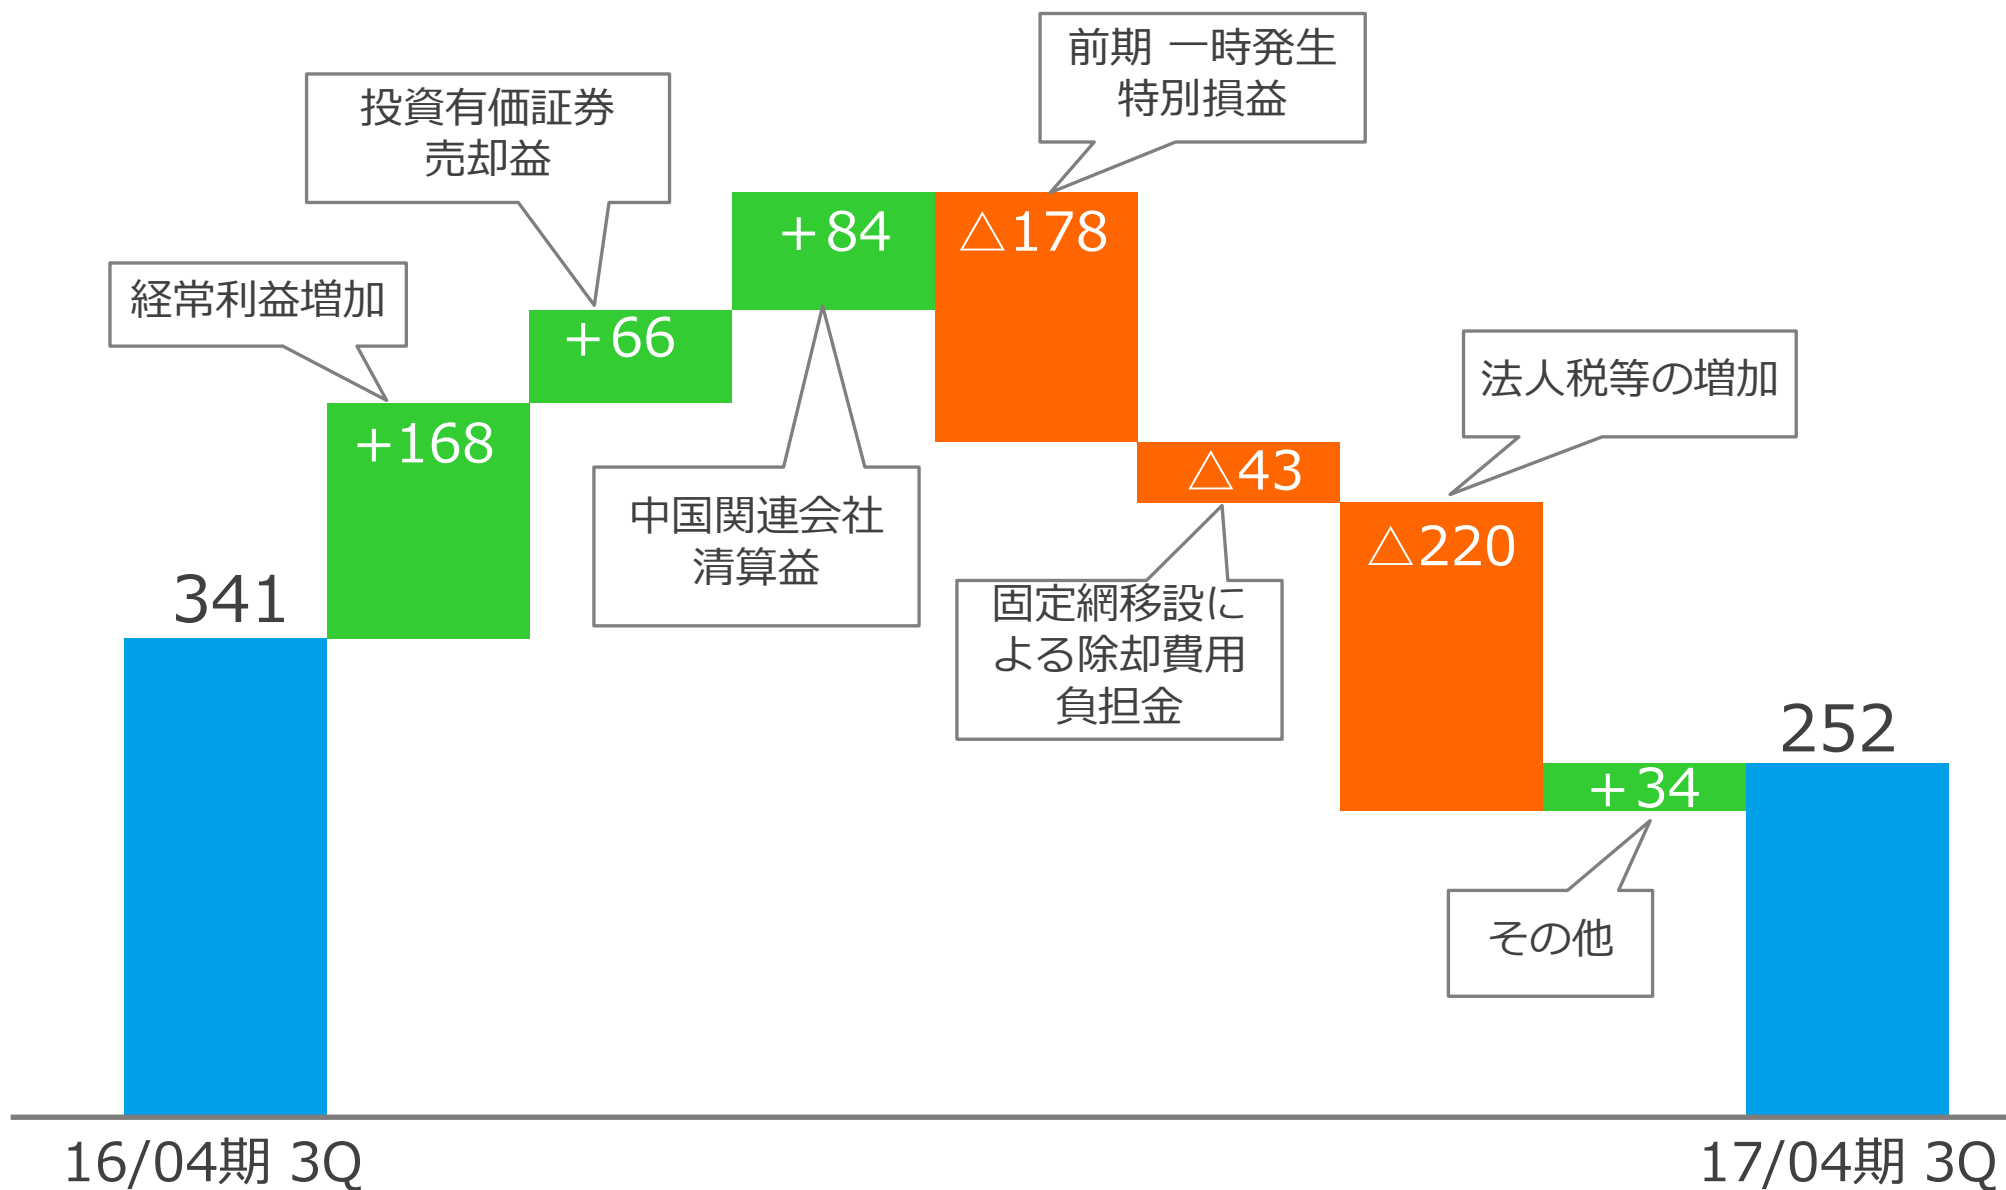 前期 一時発生
特別損益
投資有価証券
売却益
+84
△178
経常利益増加
+66
法人税等の増加
+168
△43
中国関連会社
清算益
△220
341
固定網移設に
よる除却費用
負担金
252
+34
その他
16/04期 3Q
17/04期 3Q